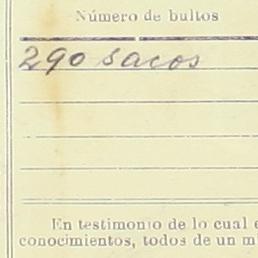 Número de bultos
290 sacos
En testimonio de lo cual e
conocimientos, todos de un m